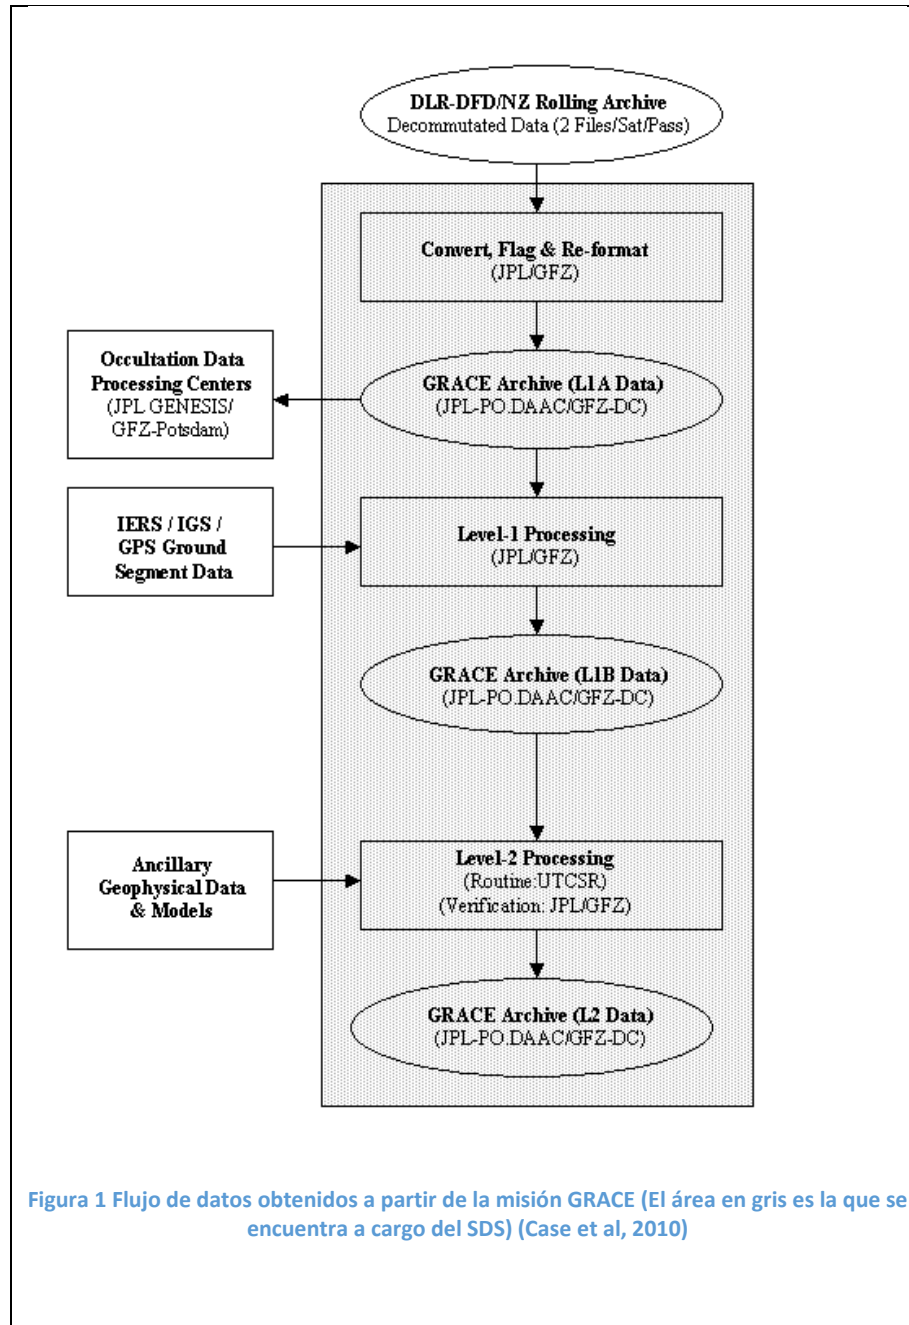 DLR-DFD/NZ Rolling Archive
Decommutated Data (2 Files/Sat/Pass)
Convert, Flag & Re-format
(JPL/GFZ)
Occultation Data
Processing Centers
(JPL GENESIS/
GFZ-Potsdam)
GRACE Archive (L1A Data)
(JPL-PO.DAAC/GFZ-DC)
IERS / IGS /
GPS Ground
Segment Data
Level-1 Processing
(JPL/GFZ)
GRACE Archive (L1B Data)
(JPL-PO.DAAC/GFZ-DC)
Ancillary
Geophysical Data
& Models
Level-2 Processing
(Routine:UTCSR)
(Verification: JPL/GFZ)
GRACE Archive (L2 Data)
(JPL-PO.DAAC/GFZ-DC)
Figura 1 Flujo de datos obtenidos a partir de la misión GRACE (El área en gris es la que se
encuentra a cargo del SDS) (Case et al, 2010)